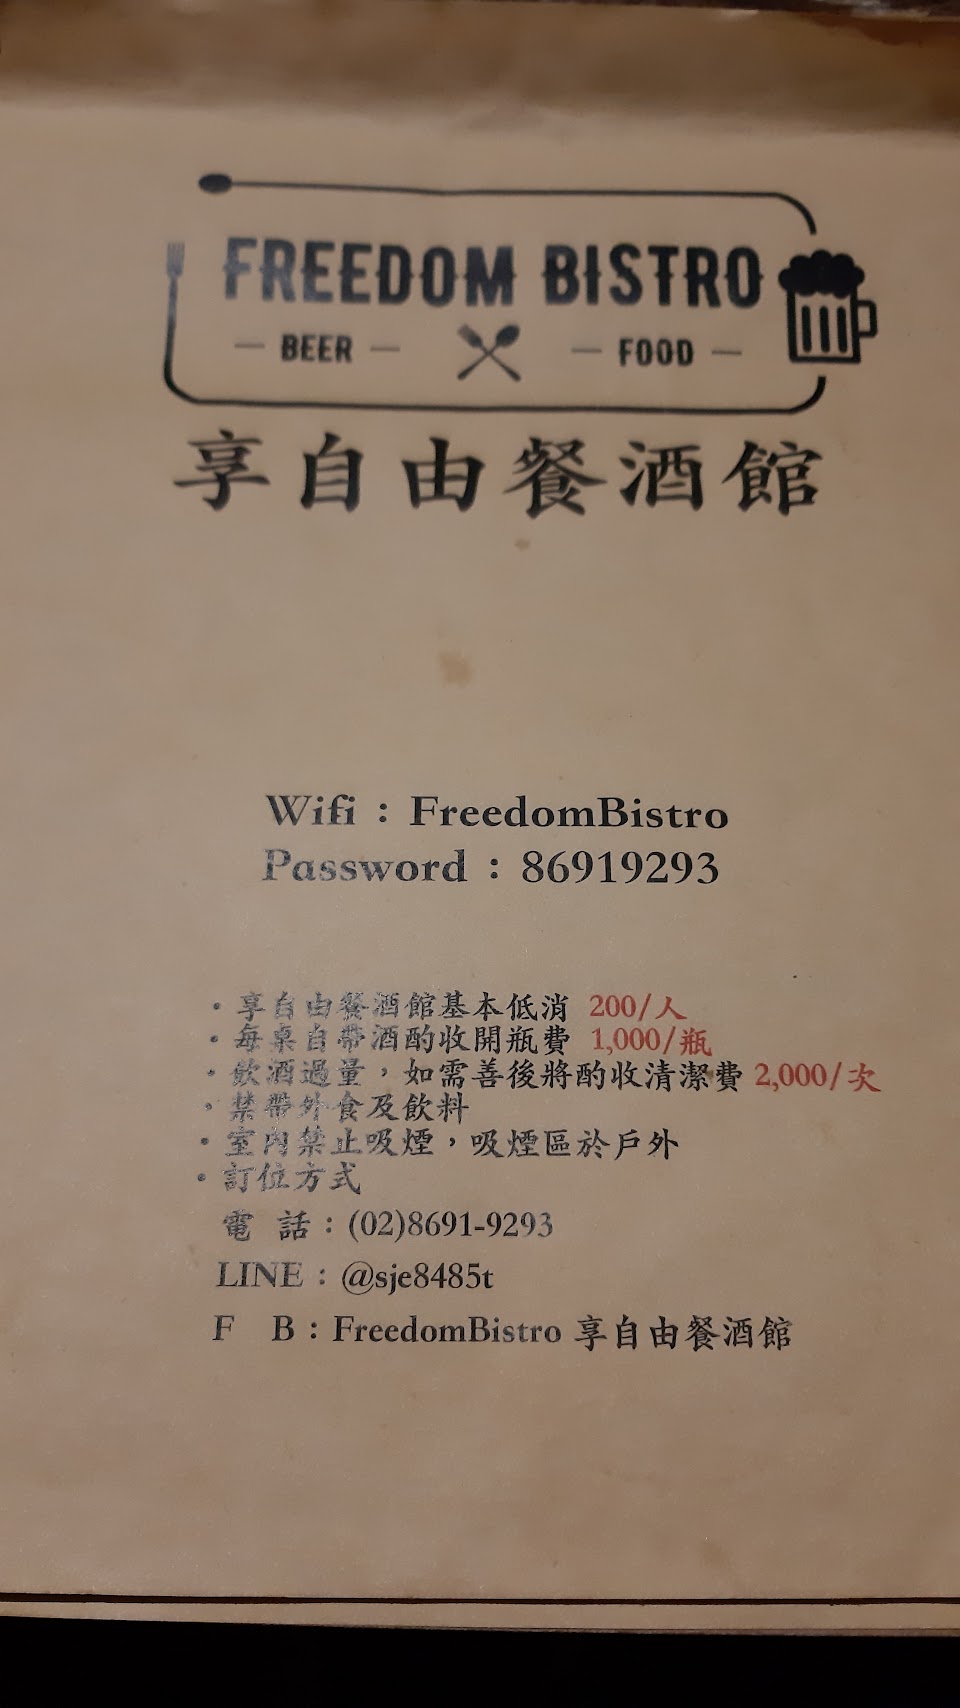 FREEDOM BISTRO
— BEER — — FOOD —
享自由餐酒館
Wifi：FreedomBistro
Password：86919293
・享自由餐酒館基本低消 200/人
・每桌自帶酒酌收開瓶費 1,000/瓶
・飲酒過量，如需善後將酌收清潔費 2,000/次
・禁帶外食及飲料
・室內禁止吸煙，吸煙區於戶外
・訂位方式
電 話：(02)8691-9293
LINE：@sje8485t
F B：FreedomBistro 享自由餐酒館